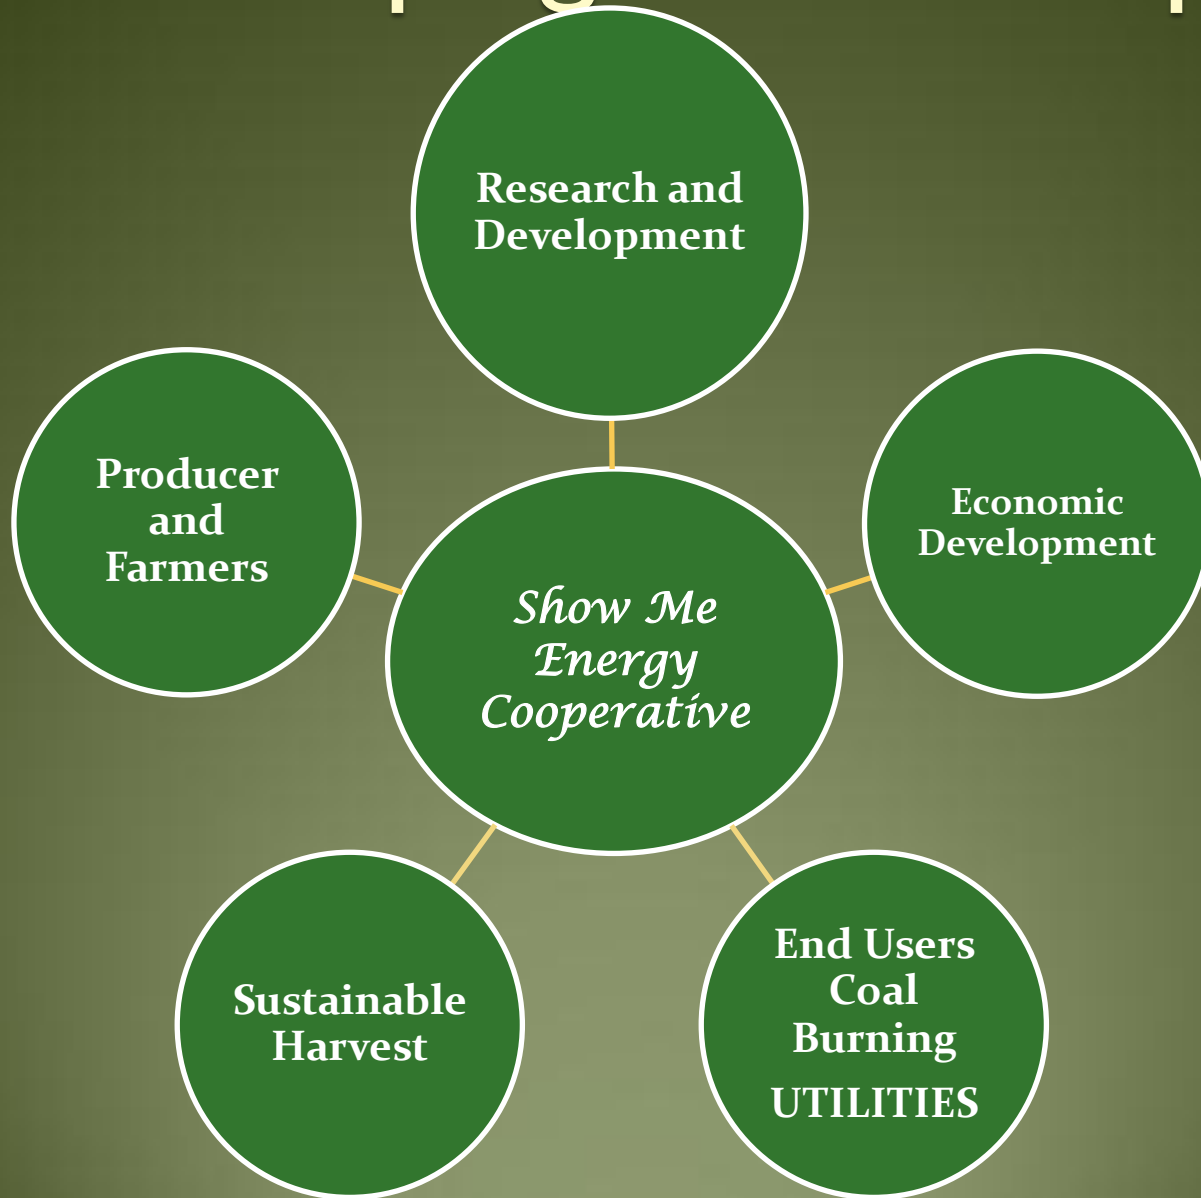 Research and
Development
Producer
and
Farmers
Economic
Development
Show Me
Energy
Cooperative
Sustainable
Harvest
End Users
Coal
Burning
UTILITIES